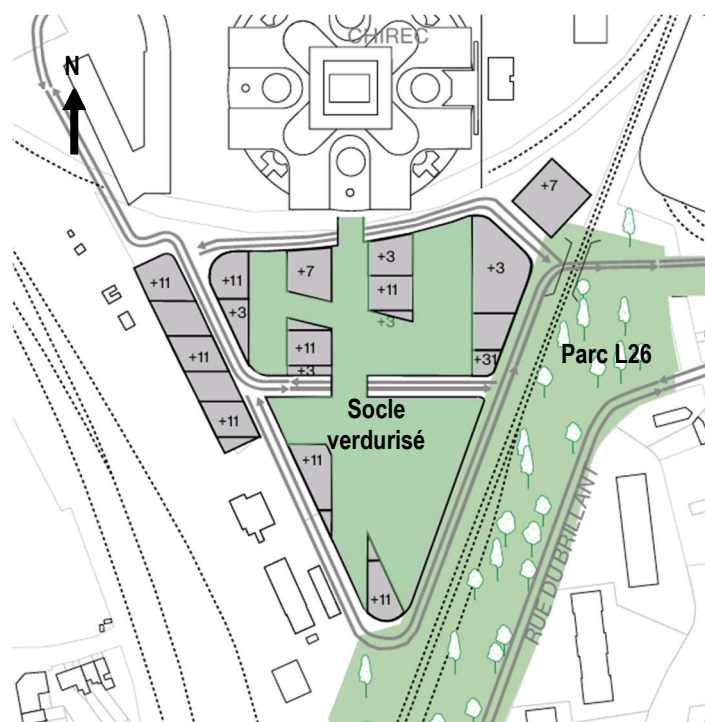 CHIREC
N
+7
+3
+7
+3
+11
+11
+11
+3
+3
+11
+11
+31
+3
Parc L26
Socle
verdurisé
+11
+11
+11
RUE DU BRILLANT